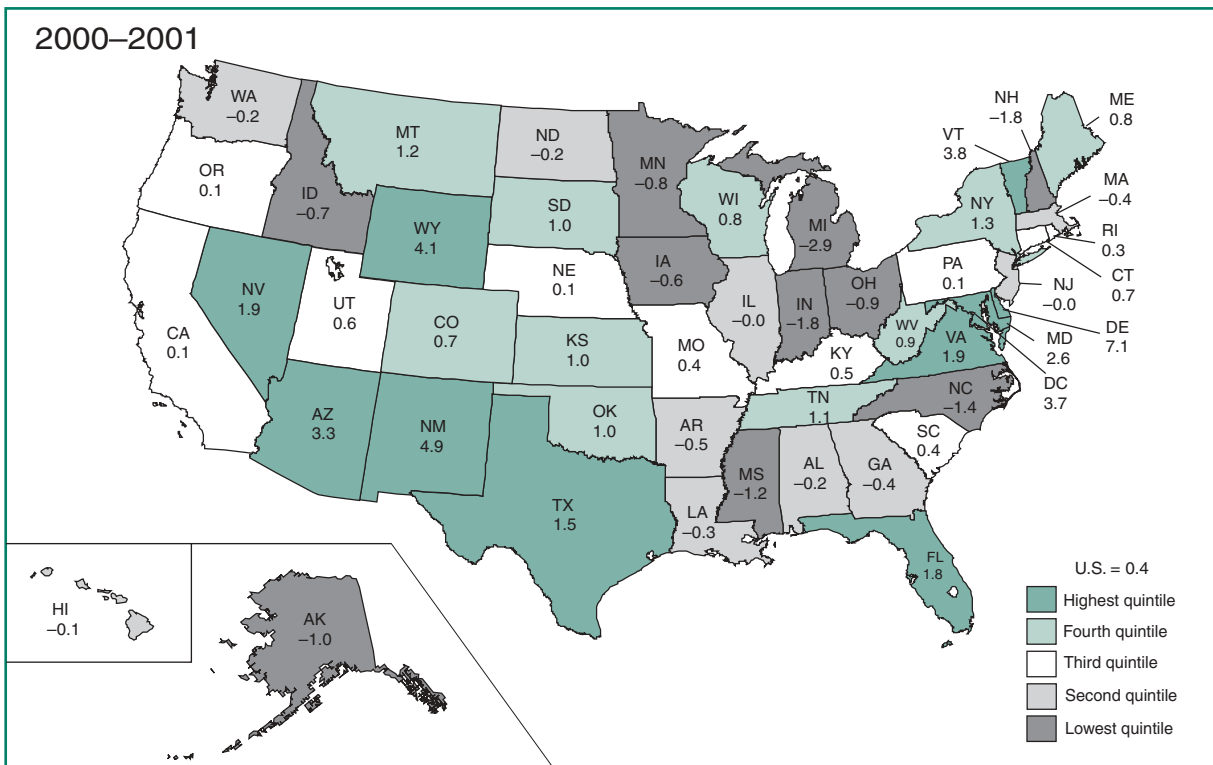 2000–2001
WA
–0.2
OR
0.1
CA
0.1
ID
–0.7
NV
1.9
MT
1.2
WY
4.1
UT
0.6
AZ
3.3
CO
0.7
NM
4.9
ND
–0.2
SD
1.0
NE
0.1
KS
1.0
OK
1.0
TX
1.5
MN
–0.8
IA
–0.6
MO
0.4
AR
–0.5
LA
–0.3
WI
0.8
IL
–0.0
MI
–2.9
IN
–1.8
OH
–0.9
KY
0.5
TN
1.1
MS
–1.2
AL
–0.2
GA
–0.4
FL
1.8
SC
0.4
NC
–1.4
VA
1.9
WV
0.9
PA
0.1
NY
1.3
VT
3.8
NH
–1.8
ME
0.8
MA
–0.4
RI
0.3
CT
0.7
NJ
–0.0
DE
7.1
MD
2.6
DC
3.7
HI
–0.1
AK
–1.0
U.S. = 0.4
Highest quintile
Fourth quintile
Third quintile
Second quintile
Lowest quintile